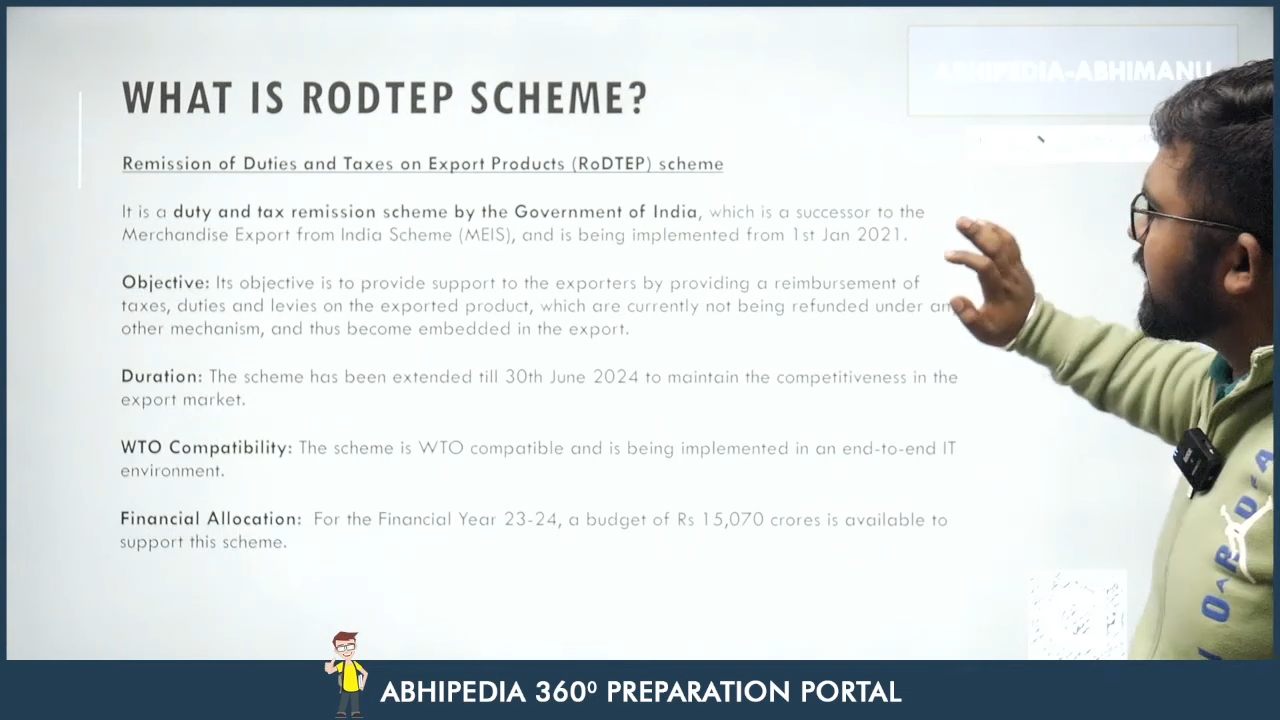 ABHIPEDIA-ABHIMANU
WHAT IS RODTEP SCHEME?
Remission of Duties and Taxes on Export Products (RoDTEP) scheme
It is a duty and tax remission scheme by the Government of India, which is a successor to the
Merchandise Export from India Scheme (MEIS), and is being implemented from 1st Jan 2021.
Objective: Its objective is to provide support to the exporters by providing a reimbursement of
taxes, duties and levies on the exported product, which are currently not being refunded under
other mechanism, and thus become embedded in the export.
Duration: The scheme has been extended till 30th June 2024 to maintain the competitiveness in the
export market.
WTO Compatibility: The scheme is WTO compatible and is being implemented in an end-to-end IT
environment.
Financial Allocation: For the Financial Year 23-24, a budget of Rs 15,070 crores is available to
support this scheme.
ABHIPEDIA 360⁰ PREPARATION PORTAL